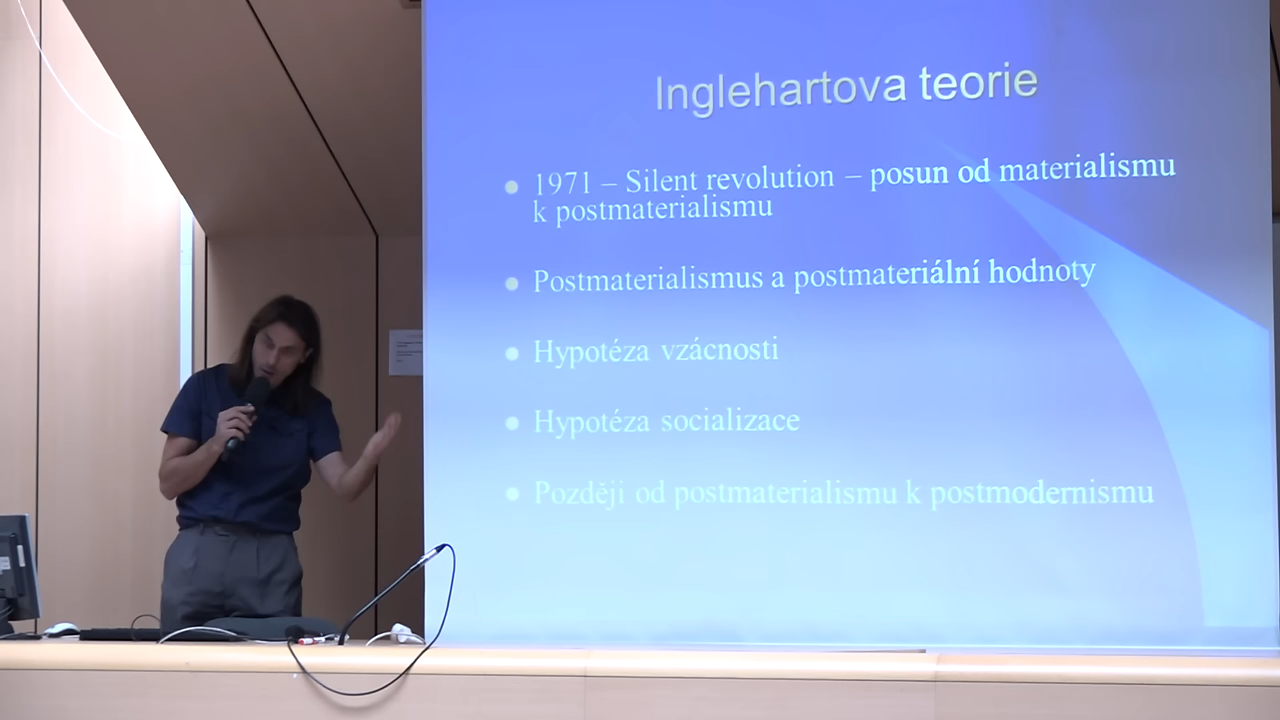 Inglehartova teorie
1971 – Silent revolution – posun od materialismu
k postmaterialismu
Postmaterialismus a postmateriální hodnoty
Hypotéza vzácnosti
Hypotéza socializace
Později od postmaterialismu k postmodernismu